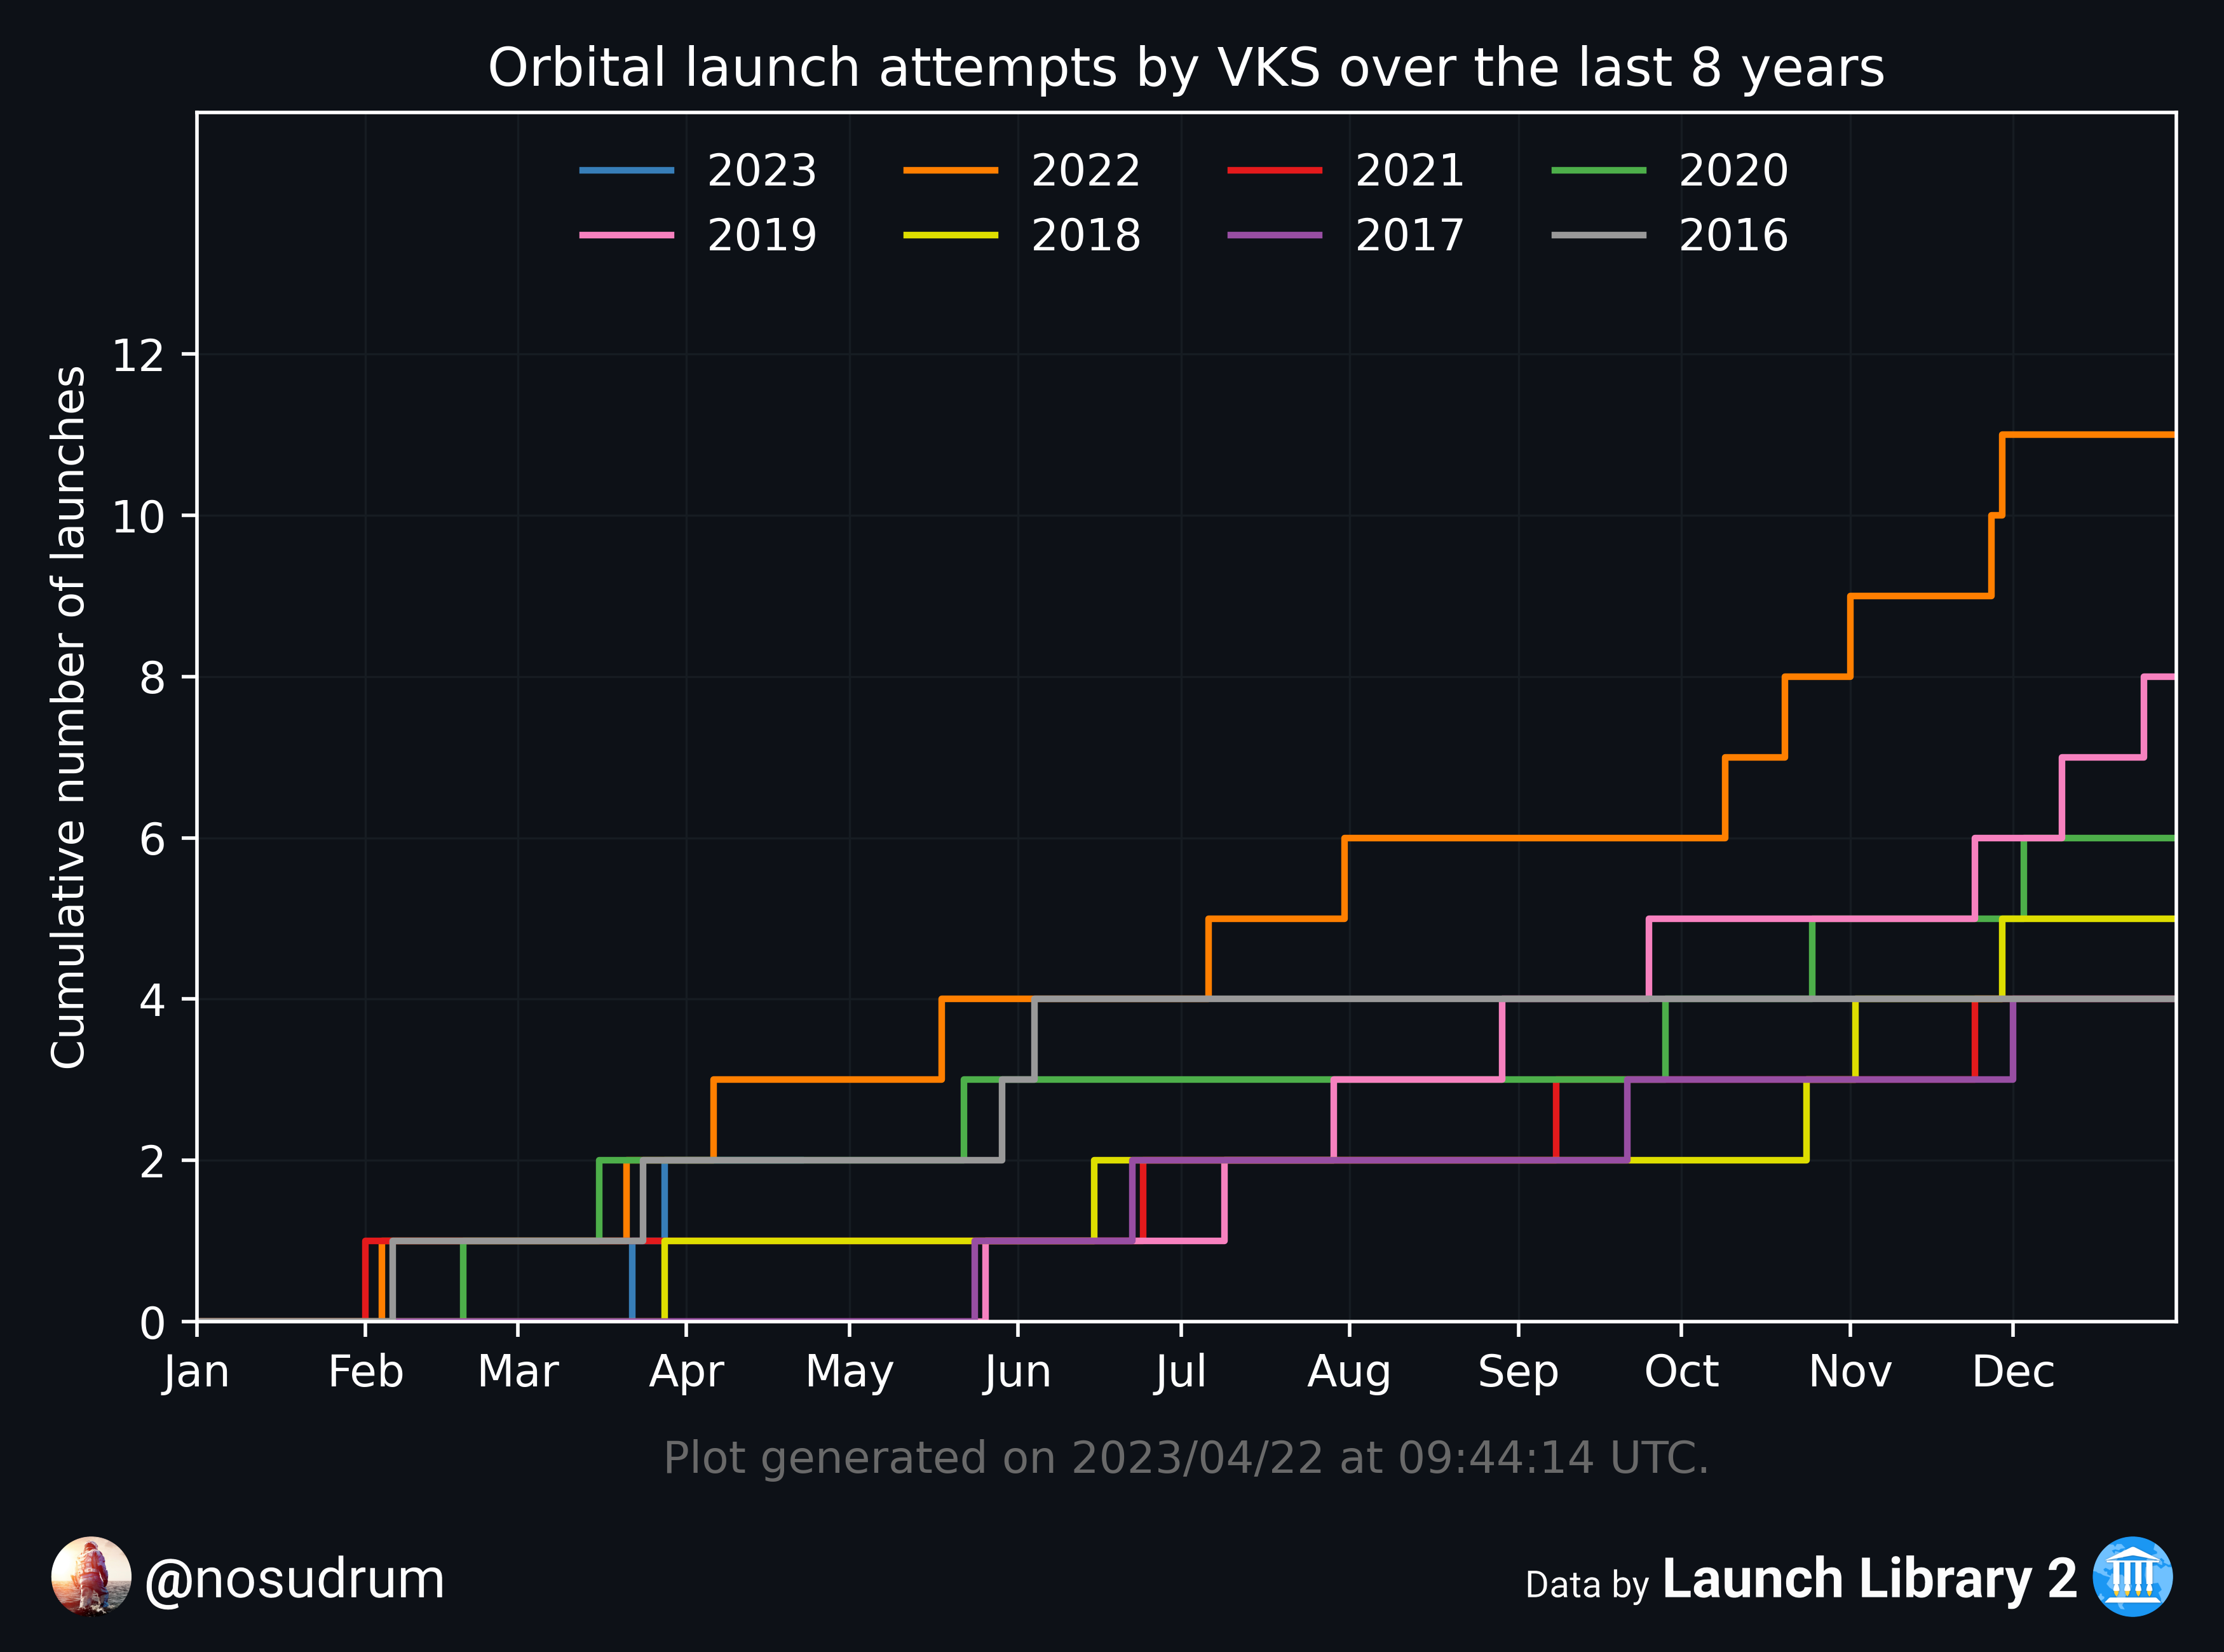 Orbital launch attempts by VKS over the last 8 years
2023 2022 2021 2020
2019 2018 2017 2016
Cumulative number of launches
12
10
8
6
4
2
0
Jan Feb Mar Apr May Jun Jul Aug Sep Oct Nov Dec
Plot generated on 2023/04/22 at 09:44:14 UTC.
@nosudrum
Data by Launch Library 2